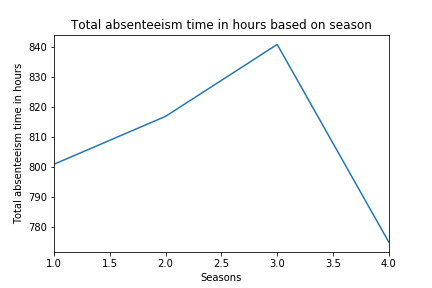 Total absenteeism time in hours based on season
840
830
820
810
800
790
780
Total absenteeism time in hours
1.0 1.5 2.0 2.5 3.0 3.5 4.0
Seasons